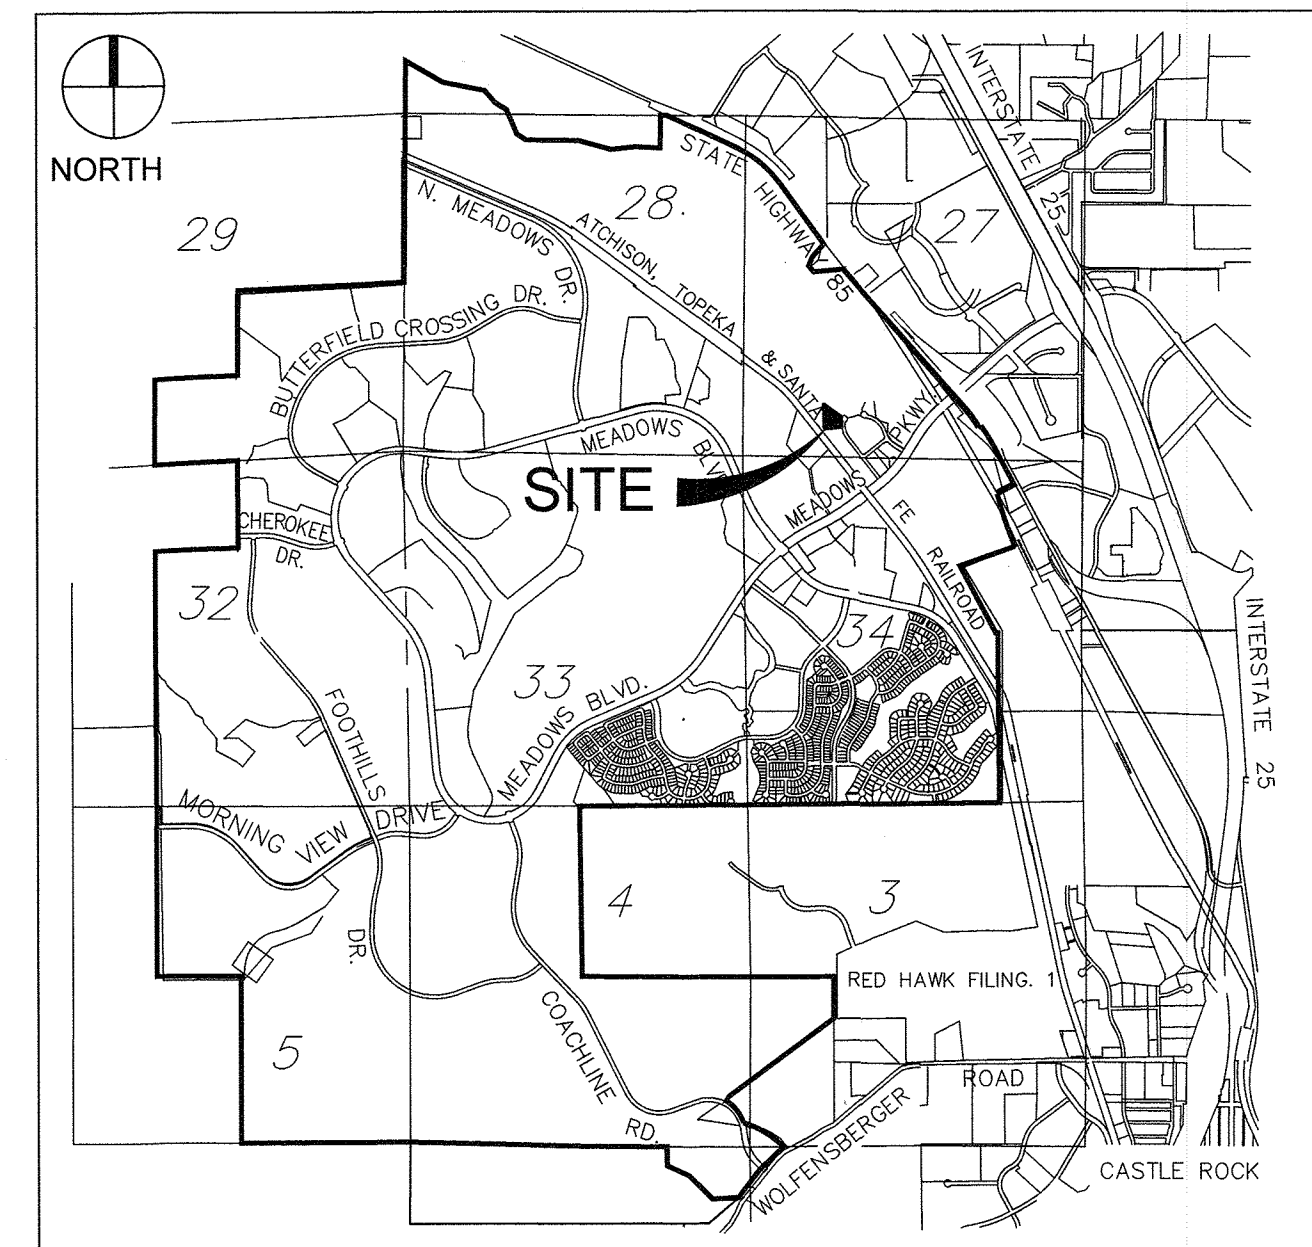 NORTH
INTERSTATE 25
STATE HIGHWAY 85
28.
27
29
N. MEADOWS DR.
ATCHISON, TOPEKA & SANTA FE RAILROAD
BUTTERFIELD CROSSING DR.
MEADOWS BLVD.
PKWY.
SITE
MEADOWS
CHEROKEE DR.
32
34
33
MEADOWS BLVD.
INTERSTATE 25
FOOTHILLS DR.
MORNING VIEW DRIVE
4
3
RED HAWK FILING. 1
5
COACHLINE RD.
WOLFENSBERGER ROAD
CASTLE ROCK